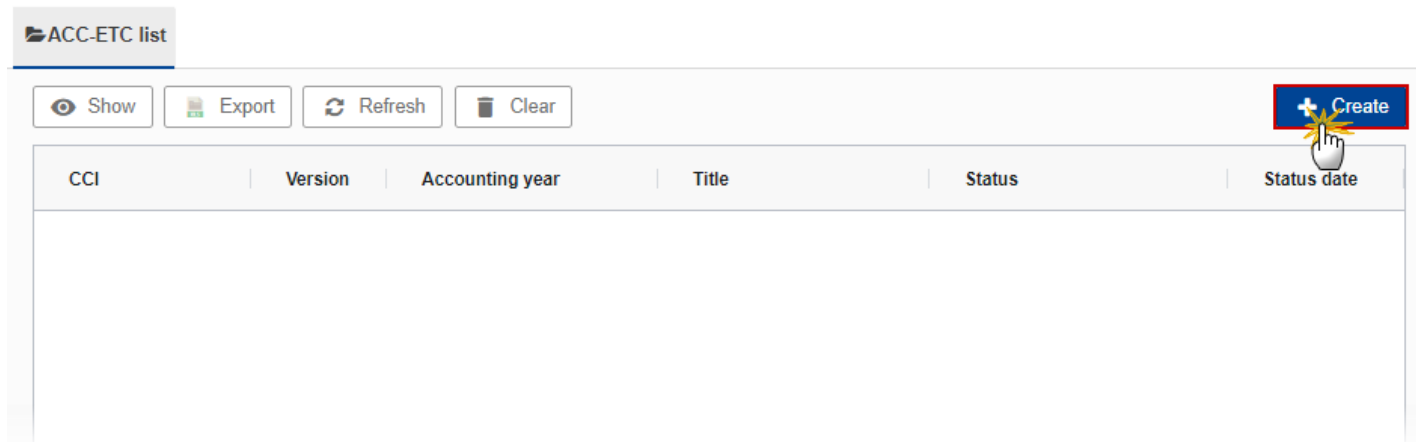 ACC-ETC list
Show Export Refresh Clear Create
CCI Version Accounting year Title Status Status date